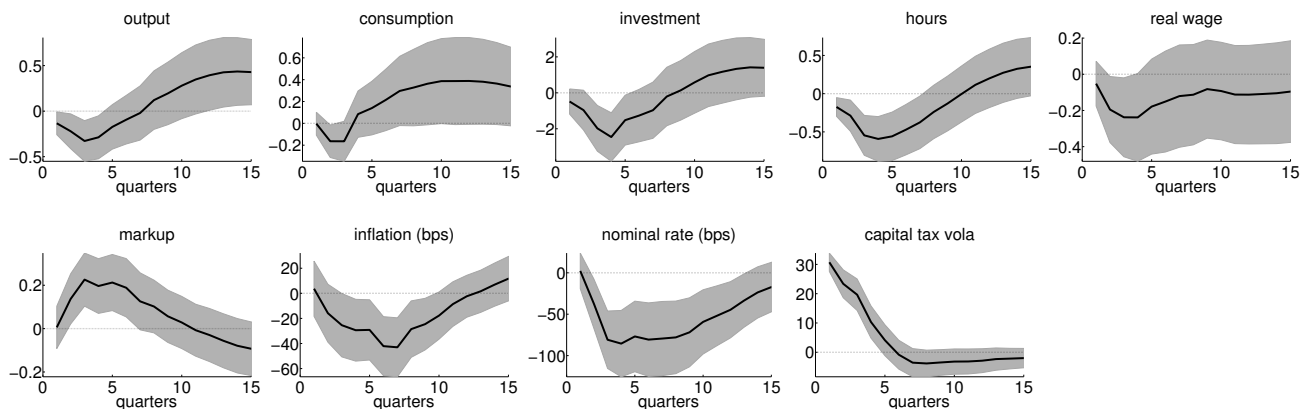 output
0.5
0
−0.5
0 5 10 15
quarters
consumption
0.6
0.4
0.2
0
−0.2
0 5 10 15
quarters
investment
2
0
−2
0 5 10 15
quarters
hours
0.5
0
−0.5
0 5 10 15
quarters
real wage
0.2
0
−0.2
−0.4
0 5 10 15
quarters
markup
0.2
0
−0.2
0 5 10 15
quarters
inflation (bps)
20
0
−20
−40
−60
0 5 10 15
quarters
nominal rate (bps)
0
−50
−100
0 5 10 15
quarters
capital tax vola
30
20
10
0
0 5 10 15
quarters